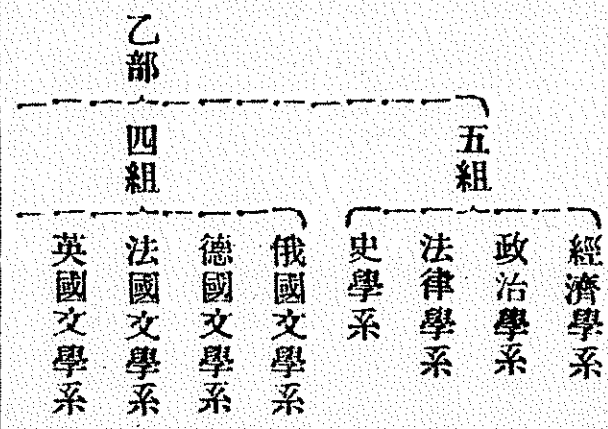 乙部
五組
四組
經濟學系
政治學系
法律學系
史學系
俄國文學系
德國文學系
法國文學系
英國文學系